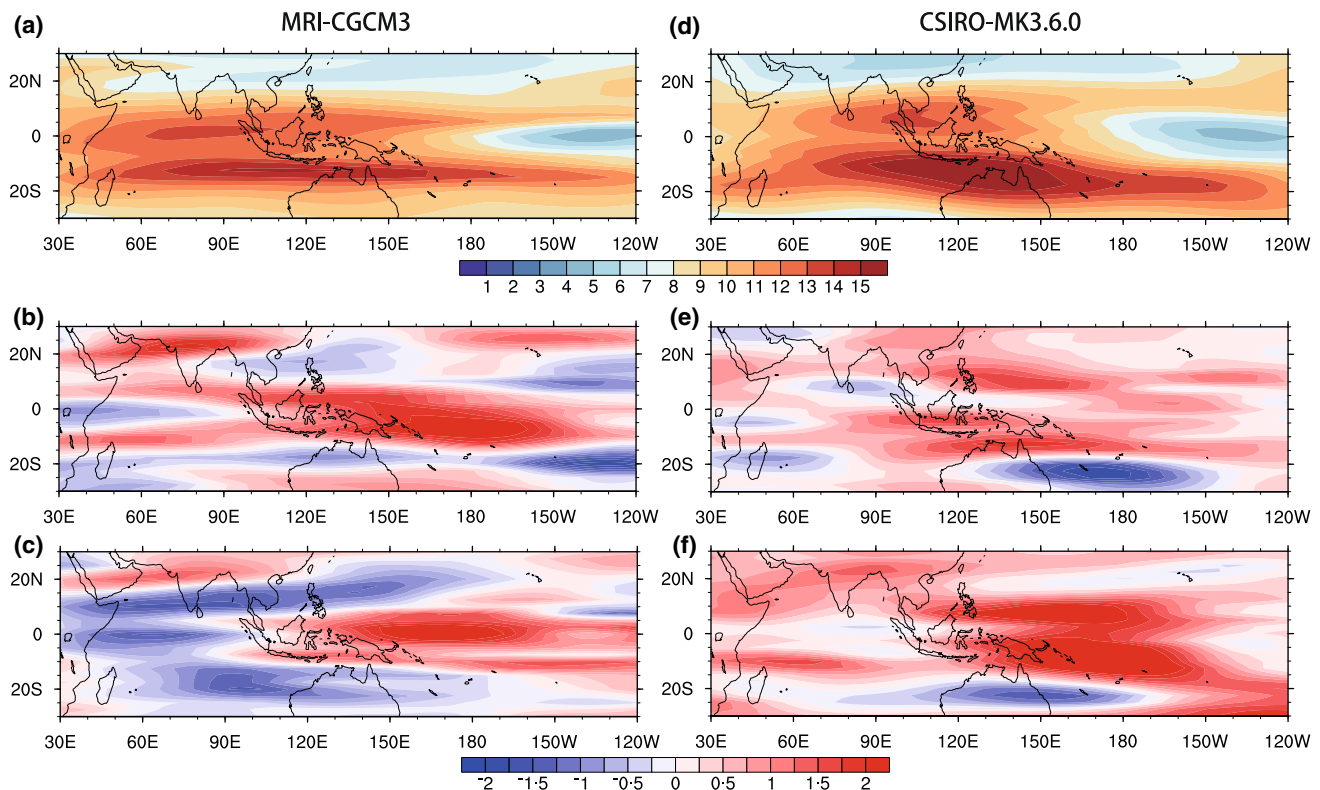 (a) MRI-CGCM3
(d) CSIRO-MK3.6.0
20N
0
20S
30E 60E 90E 120E 150E 180 150W 120W
20N
0
20S
30E 60E 90E 120E 150E 180 150W 120W
1 2 3 4 5 6 7 8 9 10 11 12 13 14 15
(b)
20N
0
20S
30E 60E 90E 120E 150E 180 150W 120W
(e)
20N
0
20S
30E 60E 90E 120E 150E 180 150W 120W
(c)
20N
0
20S
30E 60E 90E 120E 150E 180 150W 120W
(f)
20N
0
20S
30E 60E 90E 120E 150E 180 150W 120W
-2 -1.5 -1 -0.5 0 0.5 1 1.5 2